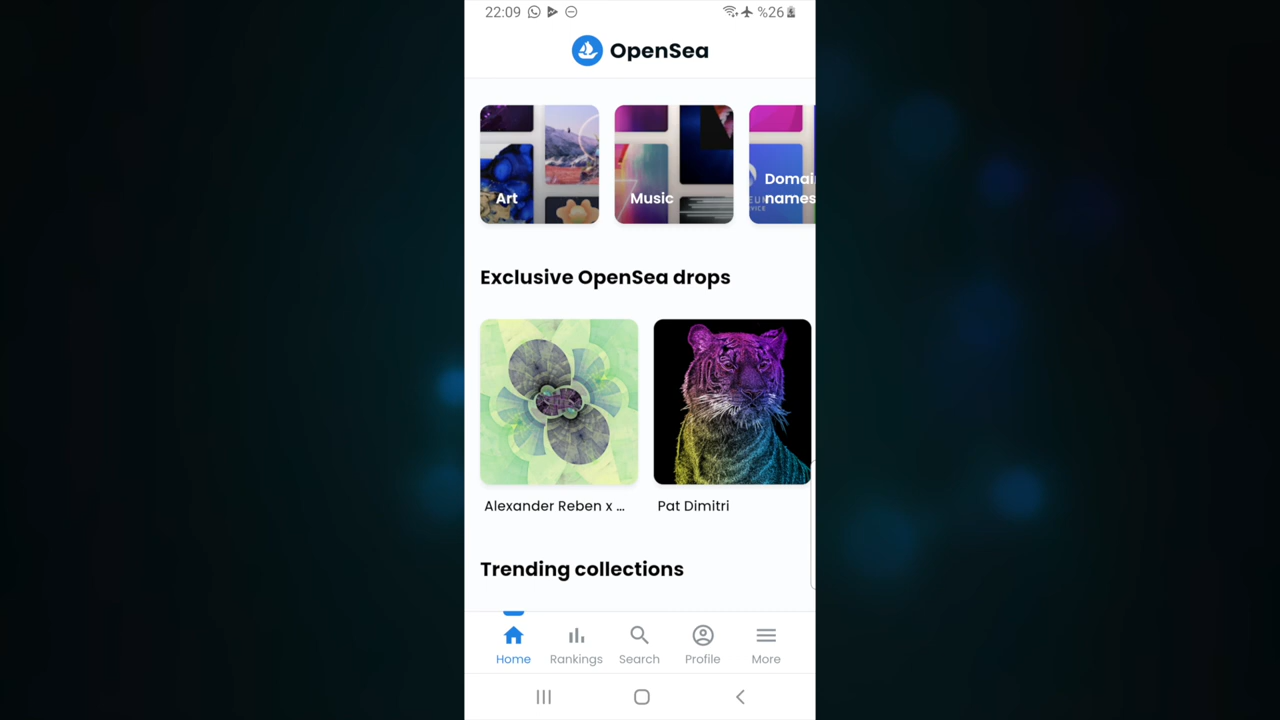 22:09 %26
OpenSea
Art
Music
Domai
names
Exclusive OpenSea drops
Alexander Reben x ...
Pat Dimitri
Trending collections
Home
Rankings
Search
Profile
More